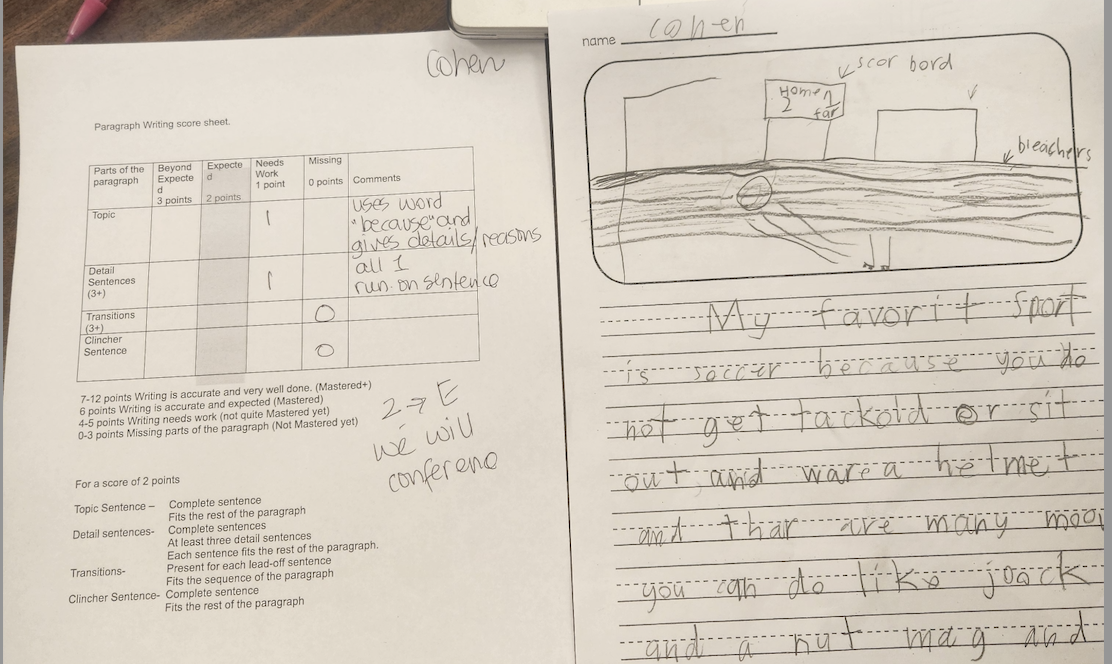 Cohen
Paragraph Writing score sheet.
Parts of the paragraph
Beyond Expected 3 points
Expected 2 points
Needs Work 1 point
Missing 0 points
Comments
Topic
1
uses word
"because" and
gives details/reasons
Detail Sentences (3+)
1
all 1
run-on sentence
Transitions (3+)
0
Clincher Sentence
0
7-12 points Writing is accurate and very well done. (Mastered+)
6 points Writing is accurate and expected (Mastered)
4-5 points Writing needs work (not quite Mastered yet)
0-3 points Missing parts of the paragraph (Not Mastered yet)
2→E
we will
conference
For a score of 2 points
Topic Sentence – Complete sentence
Fits the rest of the paragraph
Detail sentences- Complete sentences
At least three detail sentences
Each sentence fits the rest of the paragraph.
Transitions- Present for each lead-off sentence
Fits the sequence of the paragraph
Clincher Sentence- Complete sentence
Fits the rest of the paragraph
name Cohen
scor bord
Home
2
bleachers
My favorit sport
is soccer because you do
not get tackold or sit
out and ware a helmet
and thar are many
you can do like
and a nut mag and